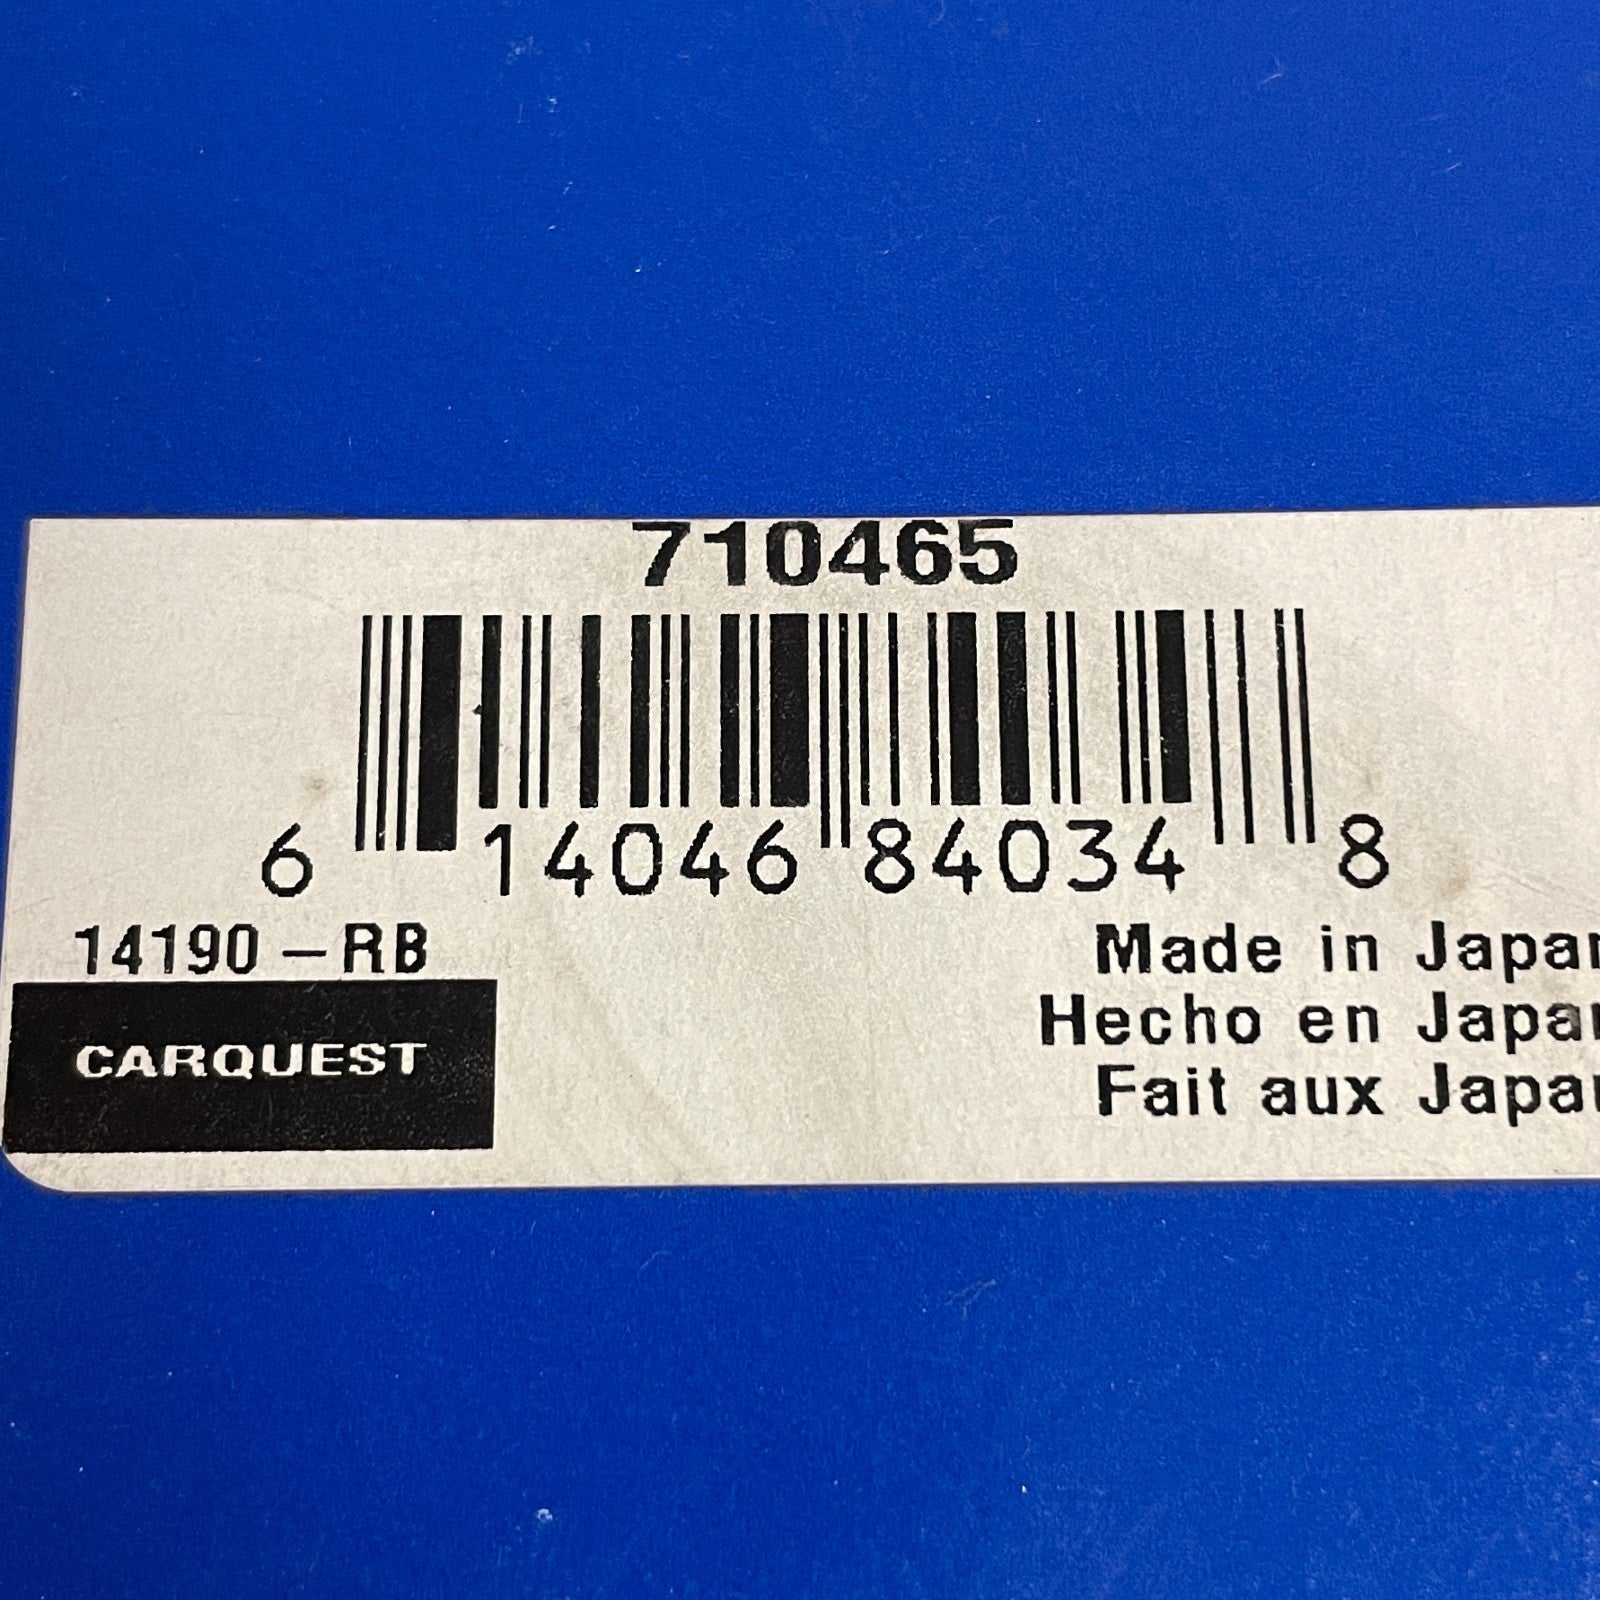 710465
6 14046 84034 8
14190-RB
CARQUEST
Made in Japan
Hecho en Japan
Fait aux Japan